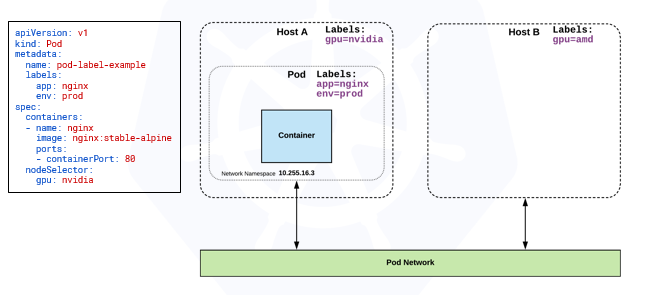 apiVersion: v1
kind: Pod
metadata:
  name: pod-label-example
  labels:
    app: nginx
    env: prod
spec:
  containers:
  - name: nginx
    image: nginx:stable-alpine
    ports:
    - containerPort: 80
  nodeSelector:
    gpu: nvidia
Host A
Labels:
gpu=nvidia
Pod
Labels:
app=nginx
env=prod
Container
Network Namespace 10.255.16.3
Host B
Labels:
gpu=amd
Pod Network